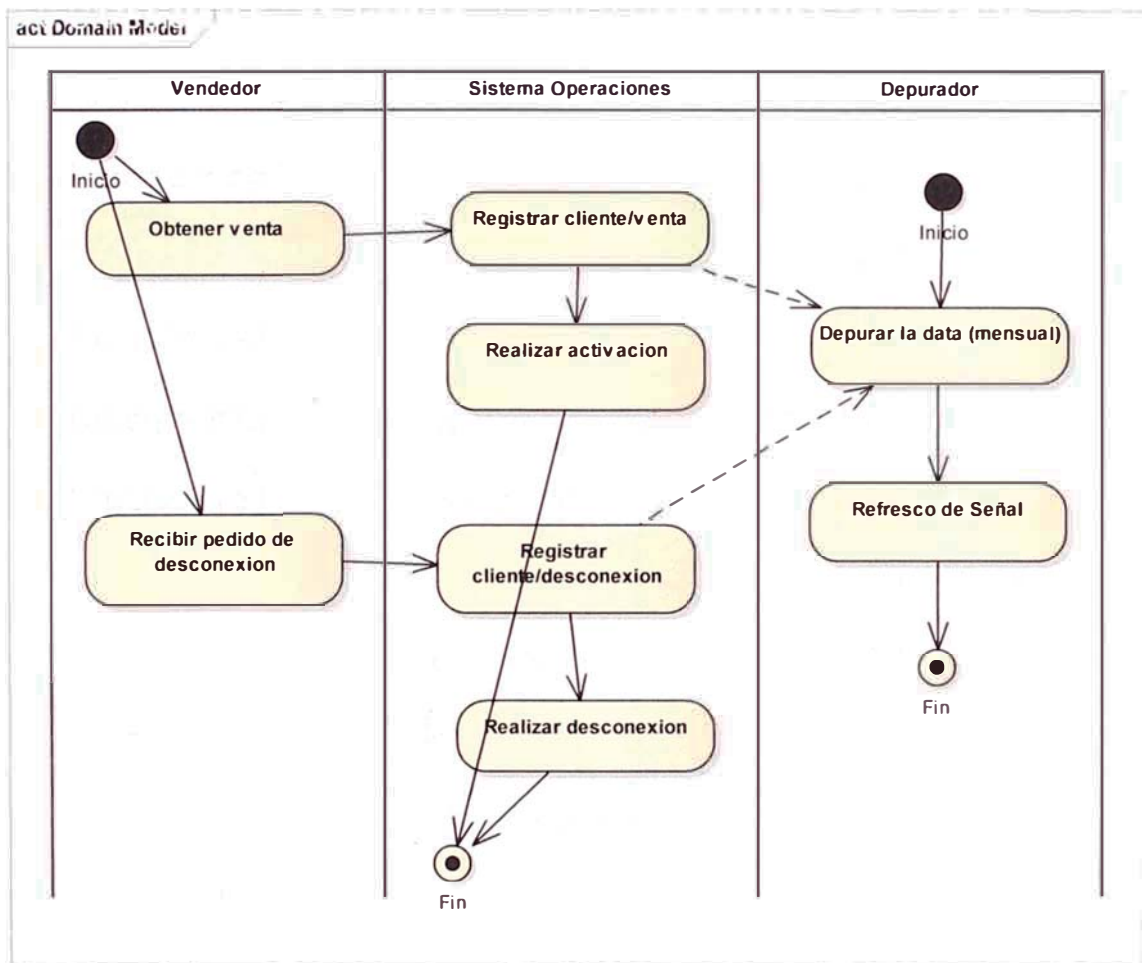 act Domain Model
Vendedor
Sistema Operaciones
Depurador
Inicio
Obtener venta
Registrar cliente/venta
Inicio
Realizar activacion
Depurar la data (mensual)
Recibir pedido de
desconexion
Registrar
cliente/desconexion
Refresco de Señal
Realizar desconexion
Fin
Fin